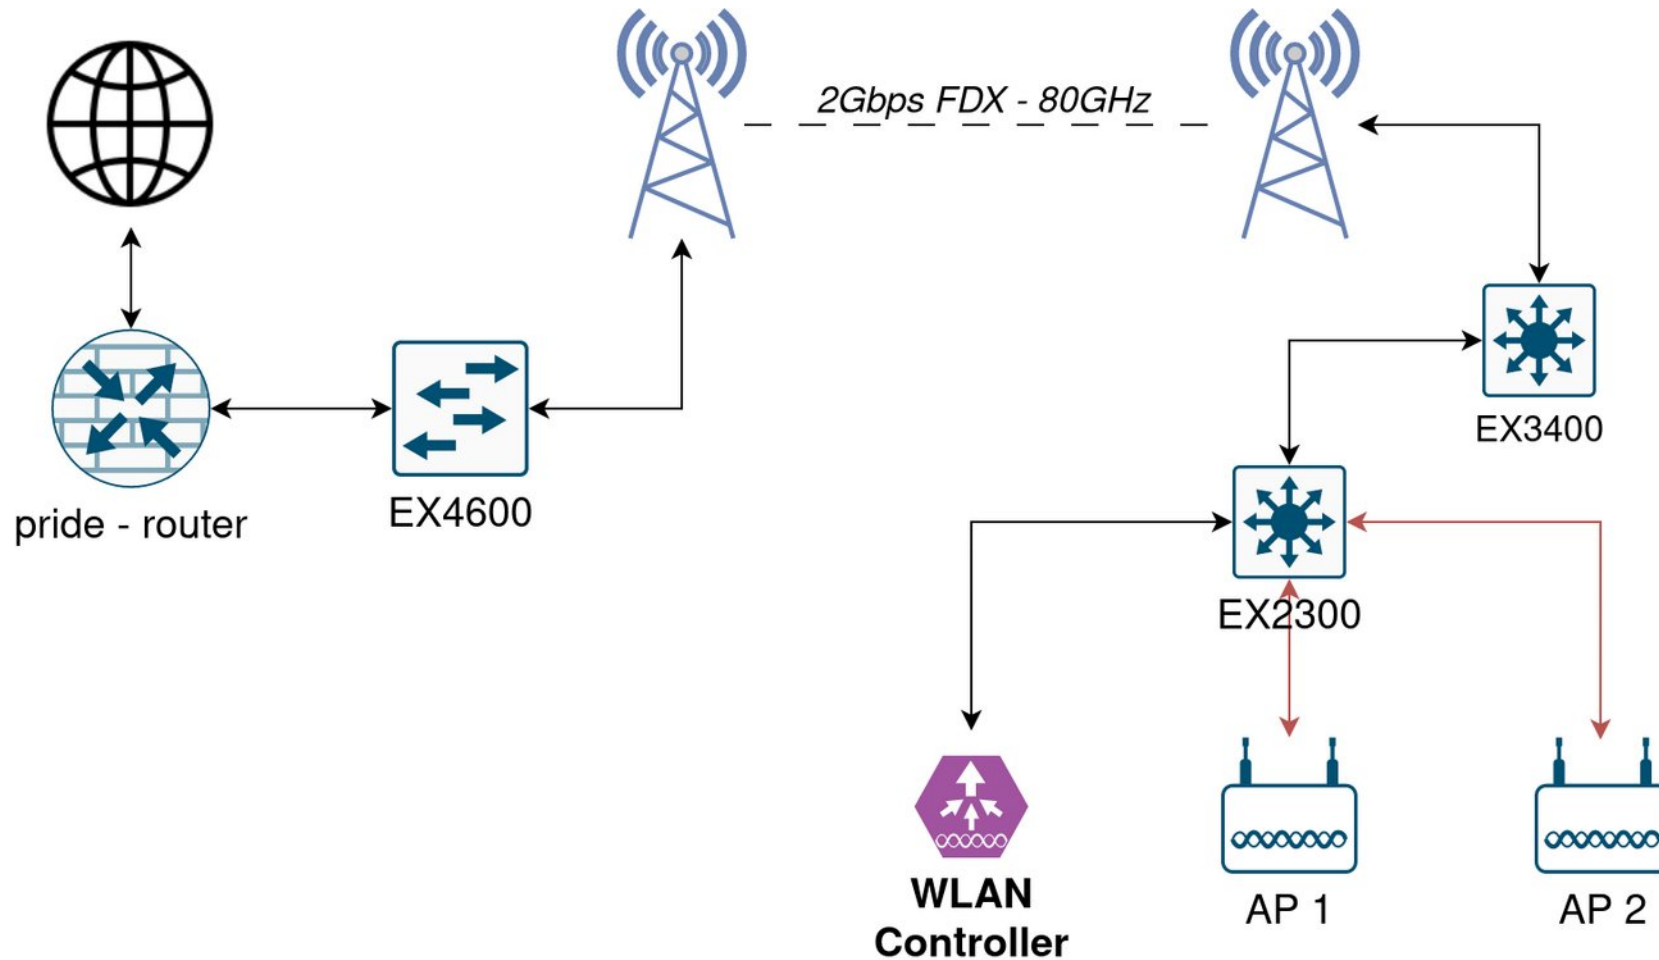 2Gbps FDX - 80GHz
EX3400
pride - router
EX4600
EX2300
WLAN
Controller
AP 1
AP 2